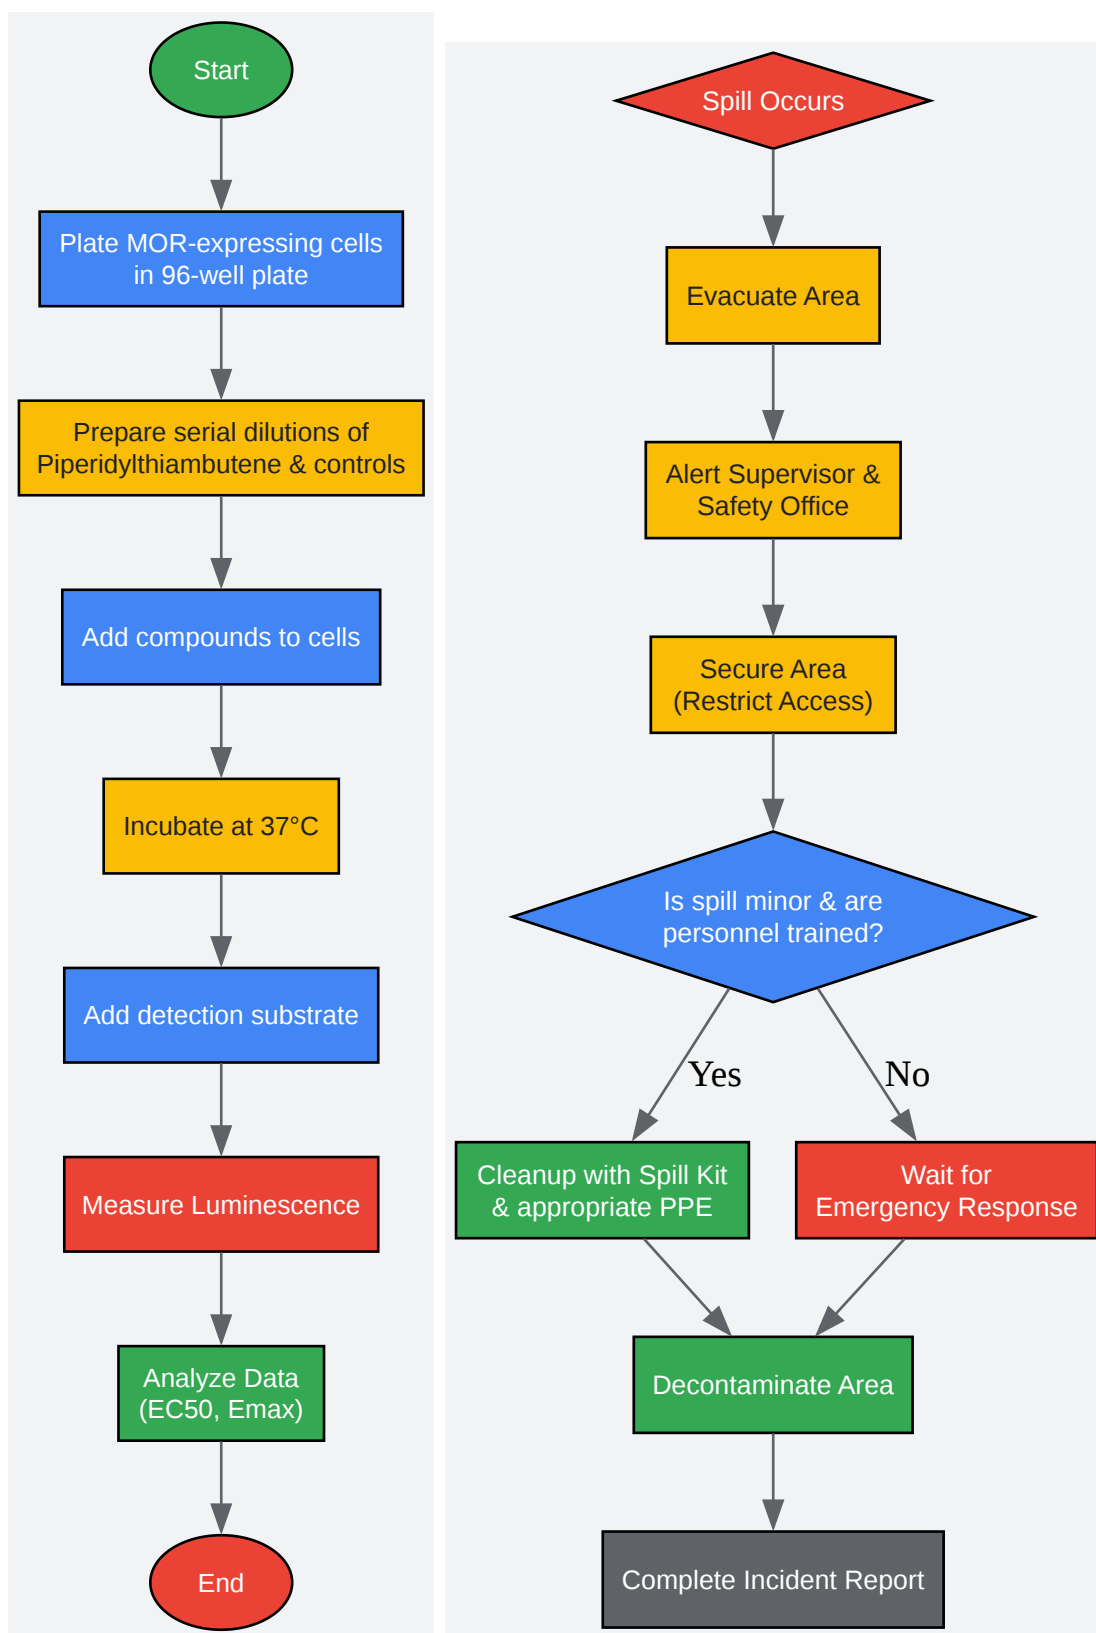 Start
Plate MOR-expressing cells
in 96-well plate
Prepare serial dilutions of
Piperidylthiambutene & controls
Add compounds to cells
Incubate at 37°C
Add detection substrate
Measure Luminescence
Analyze Data
(EC50, Emax)
End
Spill Occurs
Evacuate Area
Alert Supervisor &
Safety Office
Secure Area
(Restrict Access)
Is spill minor & are
personnel trained?
Yes
No
Cleanup with Spill Kit
& appropriate PPE
Wait for
Emergency Response
Decontaminate Area
Complete Incident Report